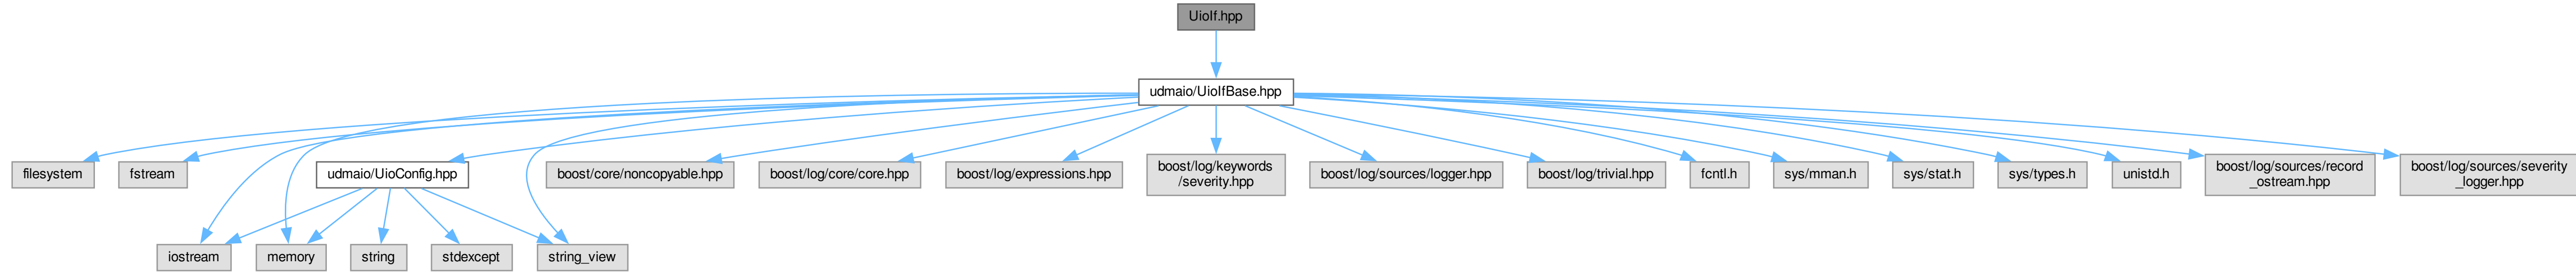 UioIf.hpp
udmaio/UioIfBase.hpp
filesystem
fstream
udmaio/UioConfig.hpp
boost/core/noncopyable.hpp
boost/log/core/core.hpp
boost/log/expressions.hpp
boost/log/keywords
/severity.hpp
boost/log/sources/logger.hpp
boost/log/trivial.hpp
fcntl.h
sys/mman.h
sys/stat.h
sys/types.h
unistd.h
boost/log/sources/record
_ostream.hpp
boost/log/sources/severity
_logger.hpp
iostream
memory
string
stdexcept
string_view